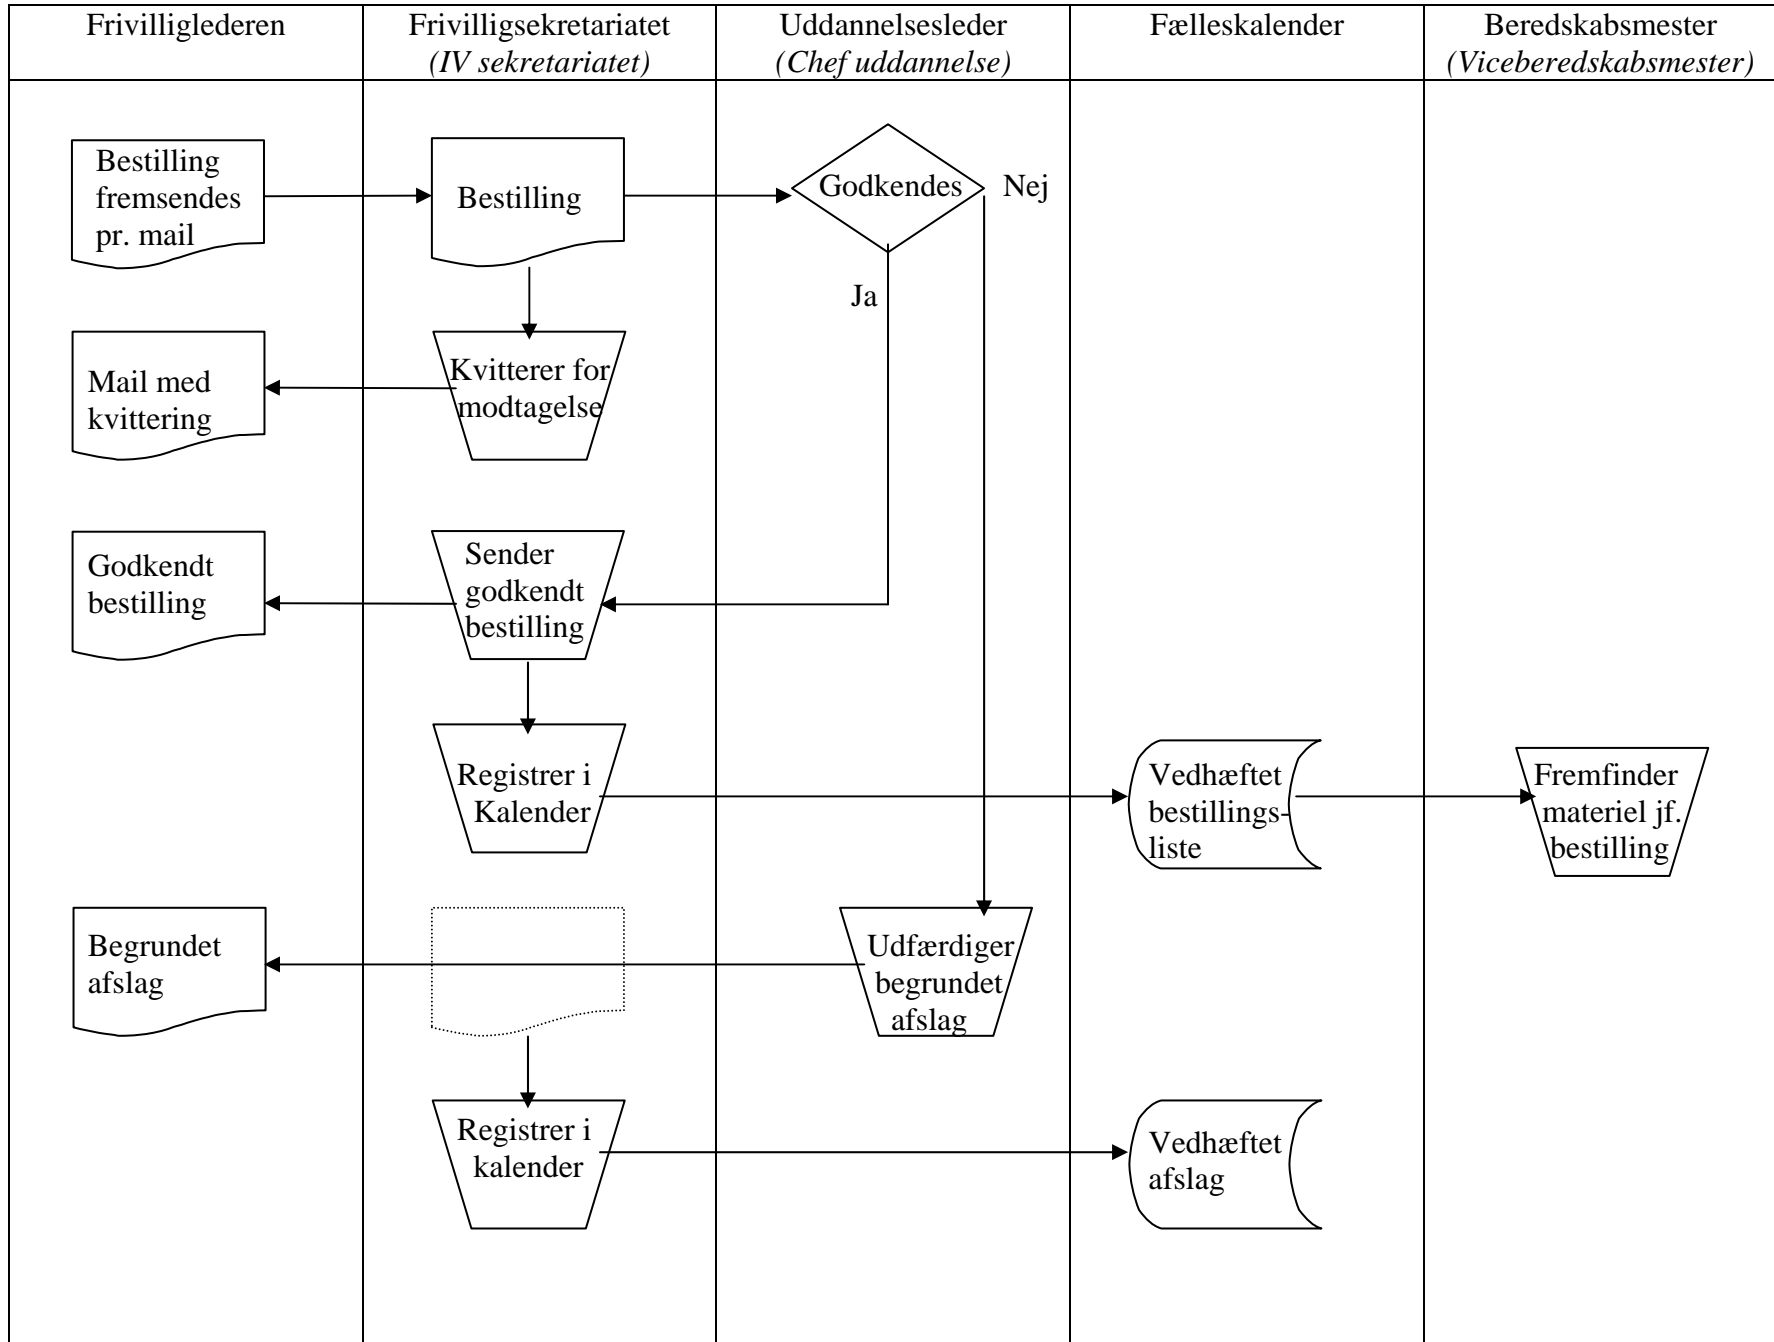 Frivilliglederen
Frivilligsekretariatet
(IV sekretariatet)
Uddannelsesleder
(Chef uddannelse)
Fælleskalender
Beredskabsmester
(Viceberedskabsmester)
Bestilling
fremsendes
pr. mail
Bestilling
Godkendes
Nej
Ja
Mail med
kvittering
Kvitterer for
modtagelse
Godkendt
bestilling
Sender
godkendt
bestilling
Registrer i
Kalender
Vedhæftet
bestillings-
liste
Fremfinder
materiel jf.
bestilling
Begrundet
afslag
Udfærdiger
begrundet
afslag
Registrer i
kalender
Vedhæftet
afslag